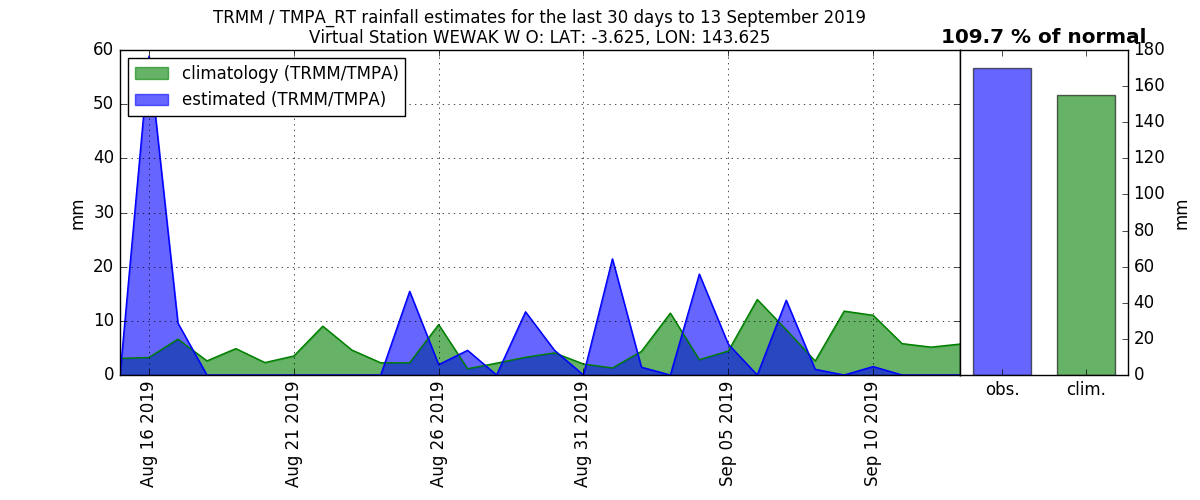 TRMM / TMPA_RT rainfall estimates for the last 30 days to 13 September 2019
Virtual Station WEWAK W O: LAT: -3.625, LON: 143.625
109.7 % of normal
climatology (TRMM/TMPA)
estimated (TRMM/TMPA)
60
50
40
30
20
10
0
mm
180
160
140
120
100
80
60
40
20
0
mm
Aug 16 2019
Aug 21 2019
Aug 26 2019
Aug 31 2019
Sep 05 2019
Sep 10 2019
obs.
clim.